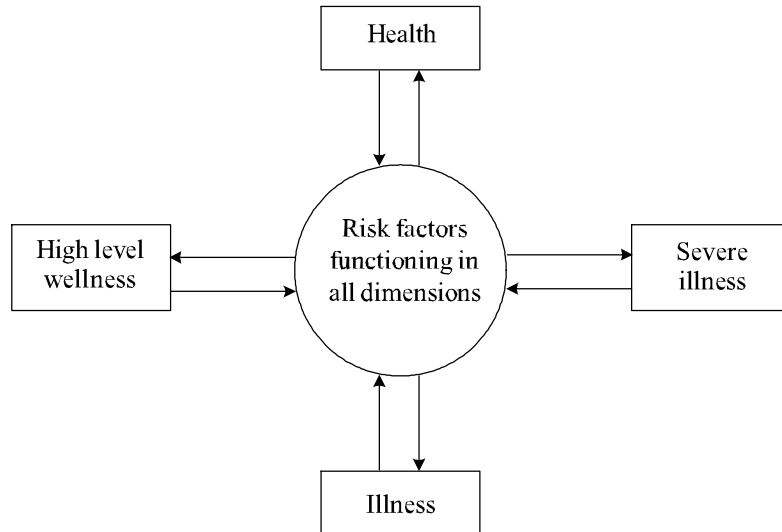 Health
Risk factors
functioning in
all dimensions
High level
wellness
Severe
illness
Illness